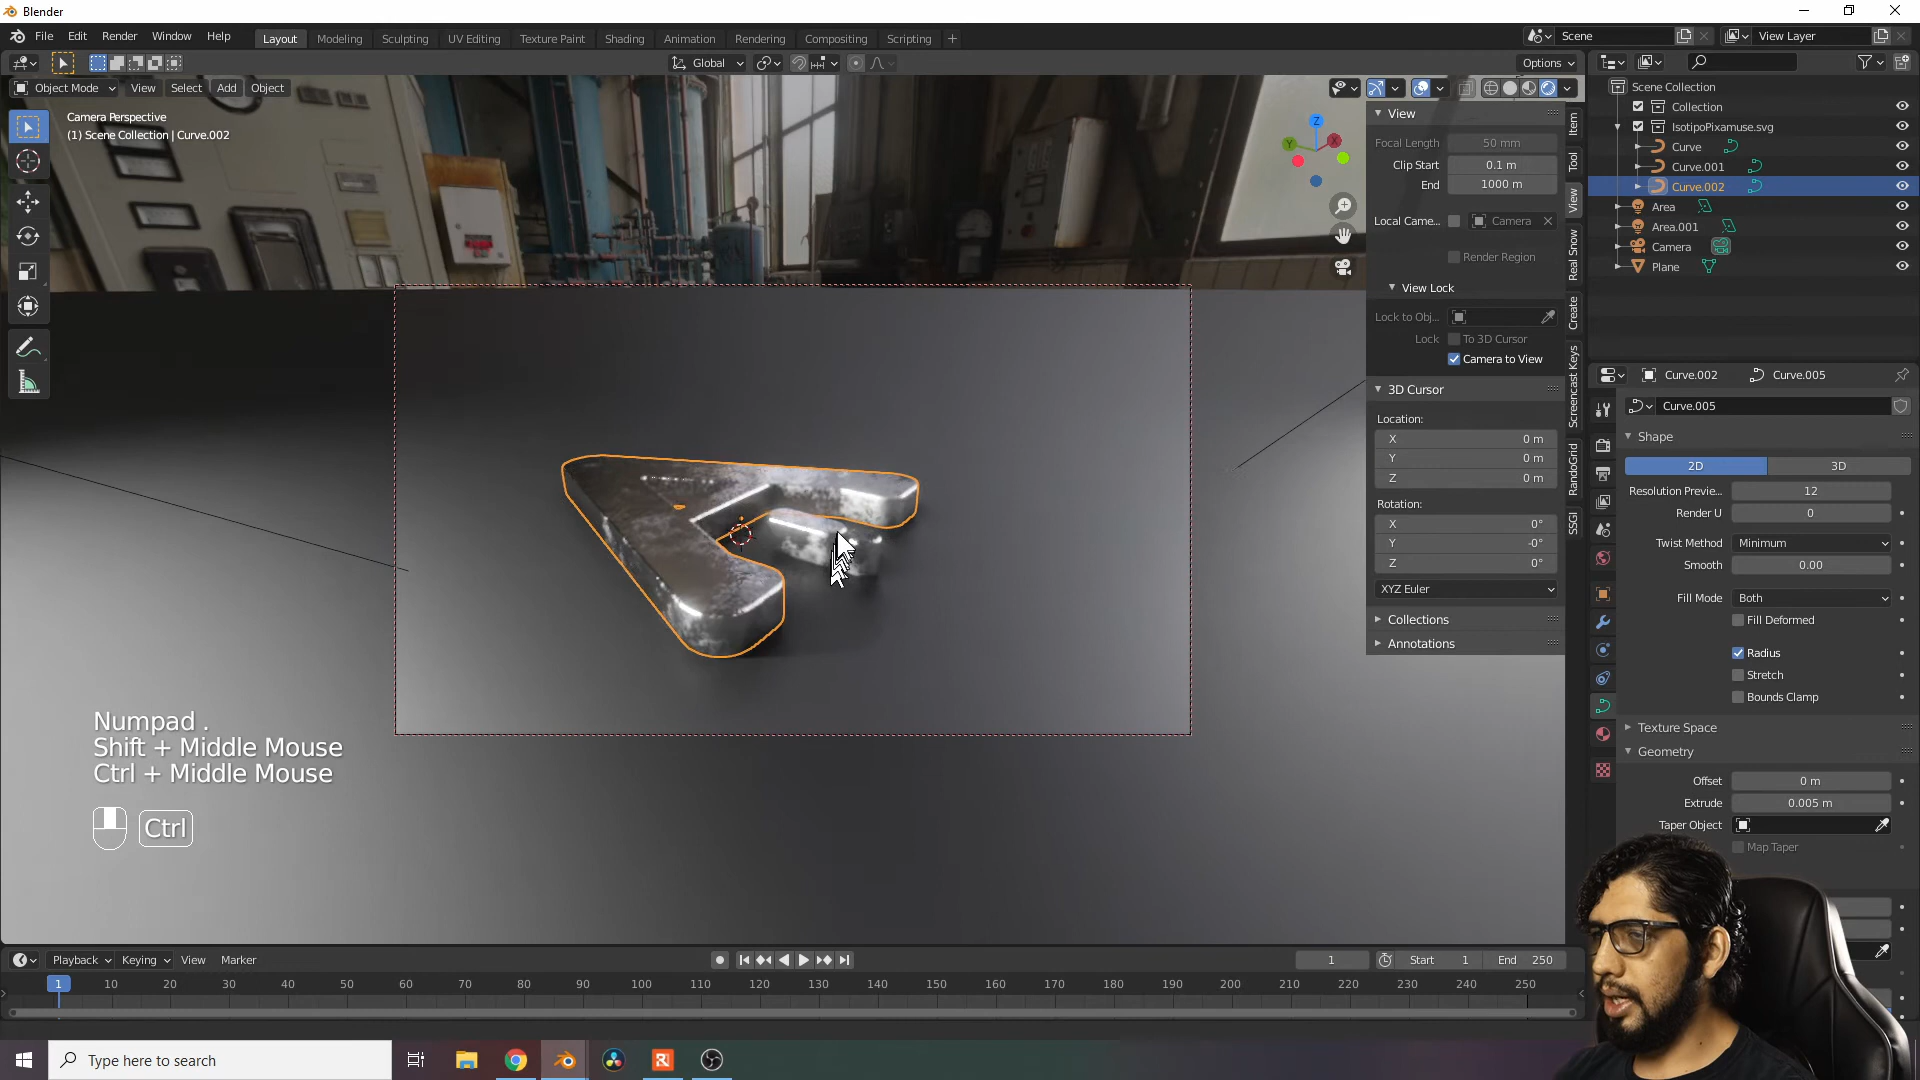 Blender
File Edit Render Window Help
Layout Modeling Sculpting UV Editing Texture Paint Shading Animation Rendering Compositing Scripting
Scene
View Layer
Global
Options
Object Mode View Select Add Object
Camera Perspective
(1) Scene Collection | Curve.002
Z
Y
X
View
Focal Length 50 mm
Clip Start 0.1 m
End 1000 m
Local Came... Camera
Render Region
View Lock
Lock to Obj...
Lock To 3D Cursor
Camera to View
3D Cursor
Location:
X 0 m
Y 0 m
Z 0 m
Rotation:
X 0°
Y -0°
Z 0°
XYZ Euler
Collections
Annotations
Item
Tool
View
Real Snow
Create
Screencast Keys
RandoGrid
SSGI
Scene Collection
Collection
IsotipoPixamuse.svg
Curve
Curve.001
Curve.002
Area
Area.001
Camera
Plane
Curve.002 Curve.005
Curve.005
Shape
2D 3D
Resolution Previe... 12
Render U 0
Twist Method Minimum
Smooth 0.00
Fill Mode Both
Fill Deformed
Radius
Stretch
Bounds Clamp
Texture Space
Geometry
Offset 0 m
Extrude 0.005 m
Taper Object
Map Taper
Numpad .
Shift + Middle Mouse
Ctrl + Middle Mouse
Ctrl
Playback Keying View Marker
1 Start 1 End 250
1 10 20 30 40 50 60 70 80 90 100 110 120 130 140 150 160 170 180 190 200 210 220 230 240 250
Type here to search